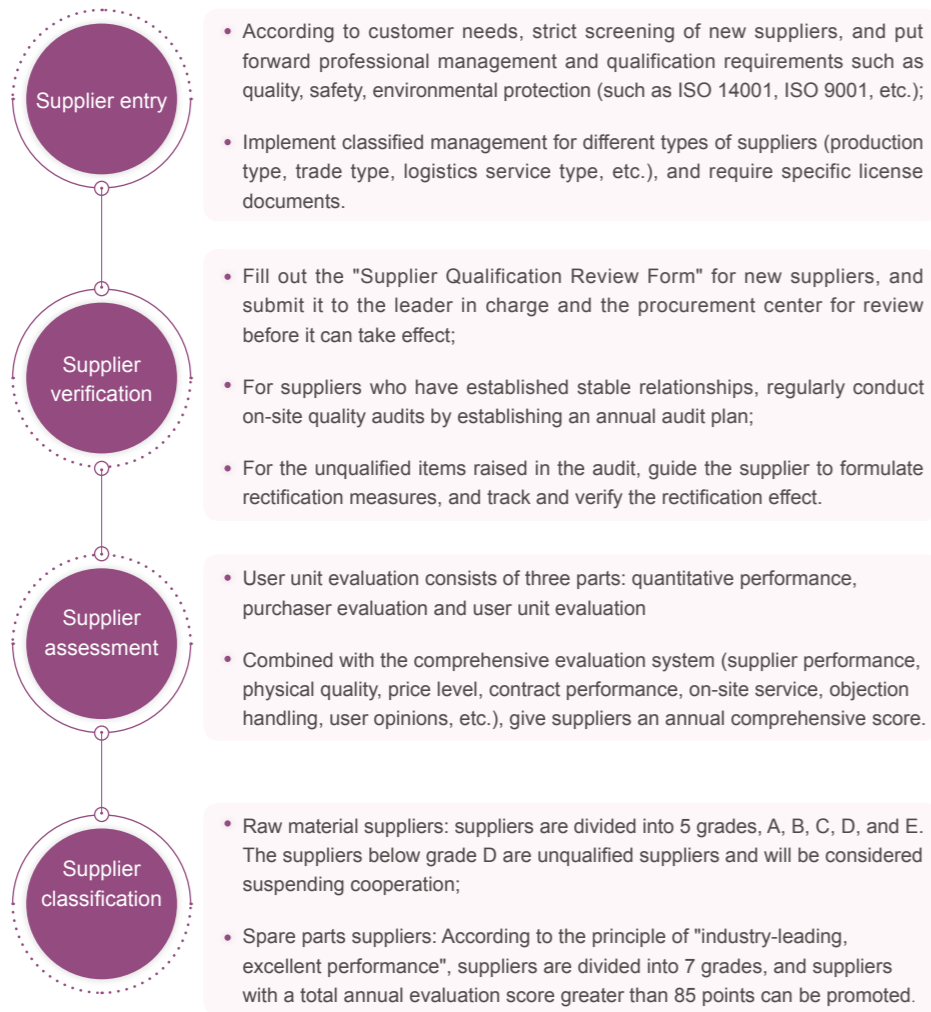 Supplier entry
• According to customer needs, strict screening of new suppliers, and put
forward professional management and qualification requirements such as
quality, safety, environmental protection (such as ISO 14001, ISO 9001, etc.);
• Implement classified management for different types of suppliers (production
type, trade type, logistics service type, etc.), and require specific license
documents.
Supplier
verification
• Fill out the "Supplier Qualification Review Form" for new suppliers, and
submit it to the leader in charge and the procurement center for review
before it can take effect;
• For suppliers who have established stable relationships, regularly conduct
on-site quality audits by establishing an annual audit plan;
• For the unqualified items raised in the audit, guide the supplier to formulate
rectification measures, and track and verify the rectification effect.
Supplier
assessment
• User unit evaluation consists of three parts: quantitative performance,
purchaser evaluation and user unit evaluation
• Combined with the comprehensive evaluation system (supplier performance,
physical quality, price level, contract performance, on-site service, objection
handling, user opinions, etc.), give suppliers an annual comprehensive score.
Supplier
classification
• Raw material suppliers: suppliers are divided into 5 grades, A, B, C, D, and E.
The suppliers below grade D are unqualified suppliers and will be considered
suspending cooperation;
• Spare parts suppliers: According to the principle of "industry-leading,
excellent performance", suppliers are divided into 7 grades, and suppliers
with a total annual evaluation score greater than 85 points can be promoted.